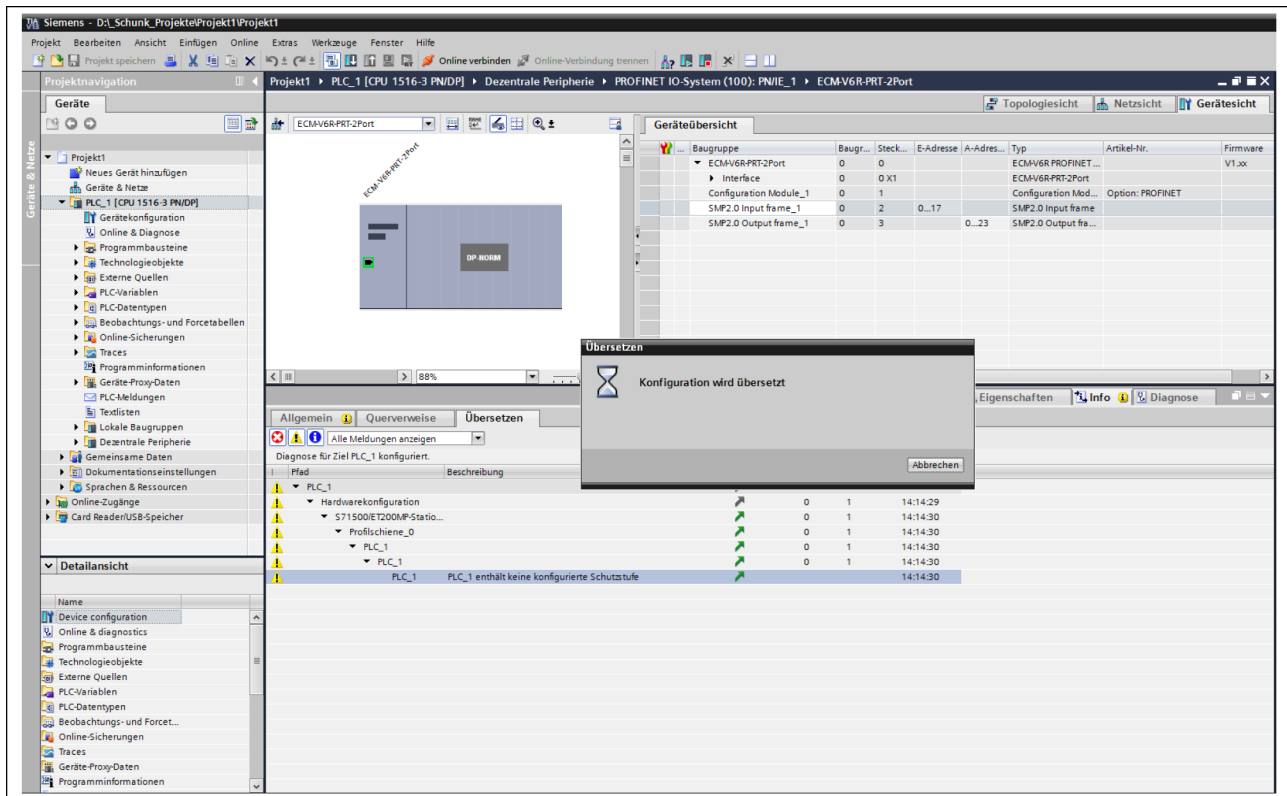 Siemens - D:\_Schunk_Projekte\Projekt1\Projekt1
Projekt Bearbeiten Ansicht Einfügen Online Extras Werkzeuge Fenster Hilfe
Projekt speichern Online verbinden Online-Verbindung trennen
Projektnavigation
Projekt1 PLC_1 [CPU 1516-3 PN/DP] Dezentrale Peripherie PROFINET IO-System (100): PN/IE_1 ECM-V6R-PRT-2Port
Geräte
Topologiesicht Netzsicht Gerätesicht
Geräte & Netze
ECM-V6R-PRT-2Port
Geräteübersicht
Projekt1
Neues Gerät hinzufügen
Geräte & Netze
PLC_1 [CPU 1516-3 PN/DP]
Gerätekonfiguration
Online & Diagnose
Programmbausteine
Technologieobjekte
Externe Quellen
PLC-Variablen
PLC-Datentypen
Beobachtungs- und Forcetabellen
Online-Sicherungen
Traces
Programminformationen
Geräte-Proxy-Daten
PLC-Meldungen
Textlisten
Lokale Baugruppen
Dezentrale Peripherie
Gemeinsame Daten
Dokumentationseinstellungen
Sprachen & Ressourcen
Online-Zugänge
Card Reader/USB-Speicher
ECM-V6R-PRT-2Port
DP-NORM
88%
... Baugruppe Baugr... Steck... E-Adresse A-Adres... Typ Artikel-Nr. Firmware
ECM-V6R-PRT-2Port 0 0 ECM-V6R PROFINET ... V1.xx
Interface 0 0 X1 ECM-V6R-PRT-2Port
Configuration Module_1 0 1 Configuration Mod... Option: PROFINET
SMP2.0 Input frame_1 0 2 0...17 SMP2.0 Input frame
SMP2.0 Output frame_1 0 3 0...23 SMP2.0 Output fra...
Übersetzen
Konfiguration wird übersetzt
Abbrechen
Eigenschaften Info Diagnose
Allgemein Querverweise Übersetzen
Alle Meldungen anzeigen
Diagnose für Ziel PLC_1 konfiguriert.
! Pfad Beschreibung
PLC_1
Hardwarekonfiguration 0 1 14:14:29
S71500/ET200MP-Statio... 0 1 14:14:30
Profilschiene_0 0 1 14:14:30
PLC_1 0 1 14:14:30
PLC_1 0 1 14:14:30
PLC_1 PLC_1 enthält keine konfigurierte Schutzstufe 14:14:30
Detailansicht
Name
Device configuration
Online & diagnostics
Programmbausteine
Technologieobjekte
Externe Quellen
PLC-Variablen
PLC-Datentypen
Beobachtungs- und Forcet...
Online-Sicherungen
Traces
Geräte-Proxy-Daten
Programminformationen